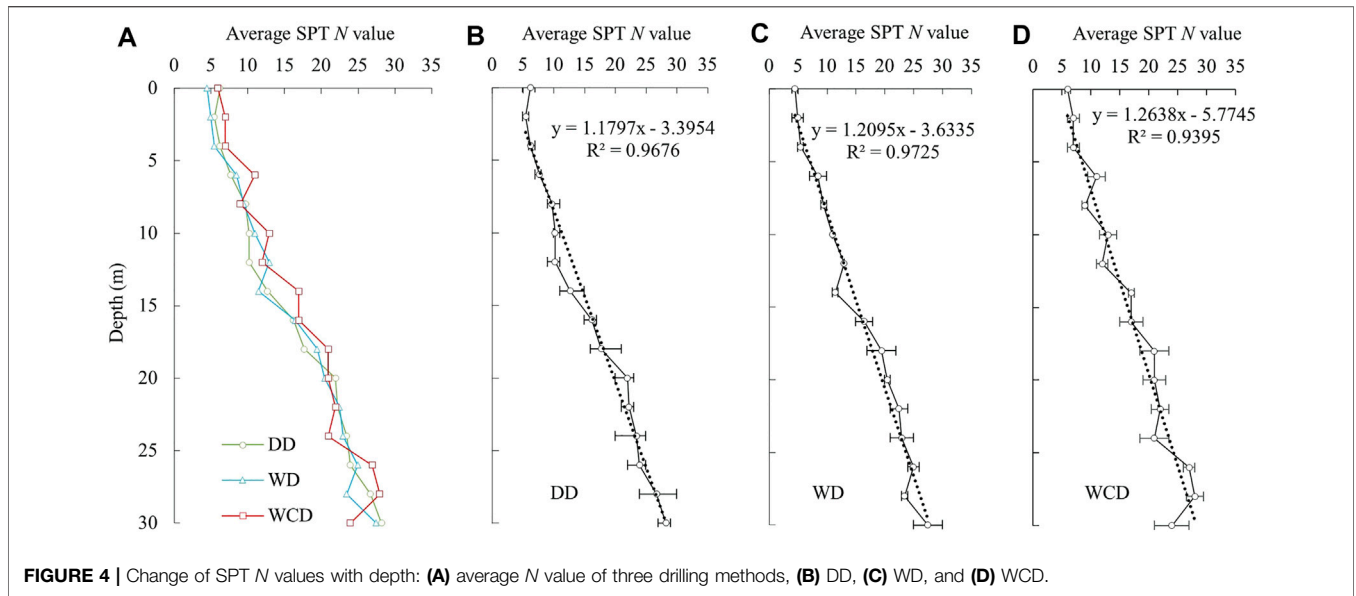 A
Average SPT N value
0 5 10 15 20 25 30 35
0
5
10
15
20
25
30
Depth (m)
DD
WD
WCD
B
Average SPT N value
0 5 10 15 20 25 30 35
y = 1.1797x - 3.3954
R² = 0.9676
DD
C
Average SPT N value
0 5 10 15 20 25 30 35
y = 1.2095x - 3.6335
R² = 0.9725
WD
D
Average SPT N value
0 5 10 15 20 25 30 35
y = 1.2638x - 5.7745
R² = 0.9395
WCD
FIGURE 4 | Change of SPT N values with depth: (A) average N value of three drilling methods, (B) DD, (C) WD, and (D) WCD.